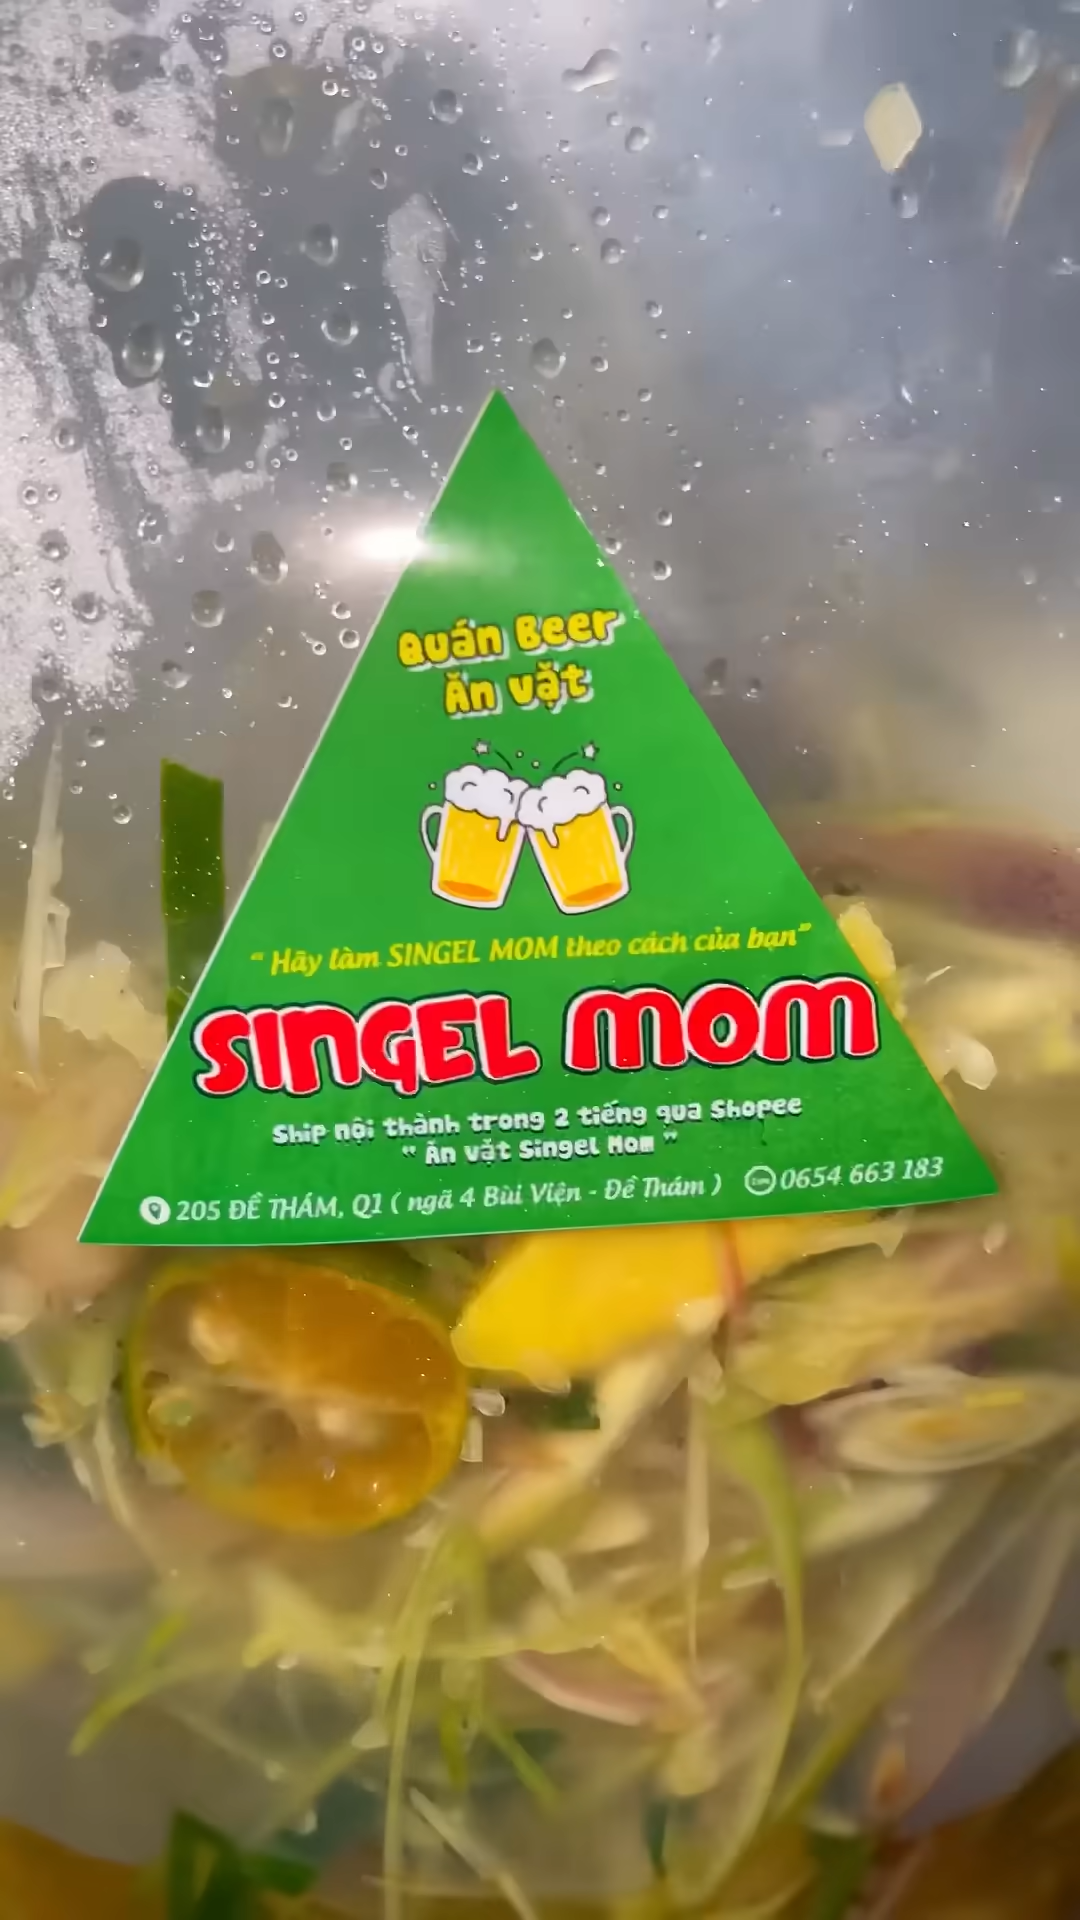 Quán Beer
Ăn vặt
“ Hãy làm SINGEL MOM theo cách của bạn”
SINGEL MOM
Ship nội thành trong 2 tiếng qua Shopee
“ Ăn vặt Singel Mom ”
205 ĐỀ THÁM, Q1 ( ngã 4 Bùi Viện - Đề Thám ) 0654 663 183